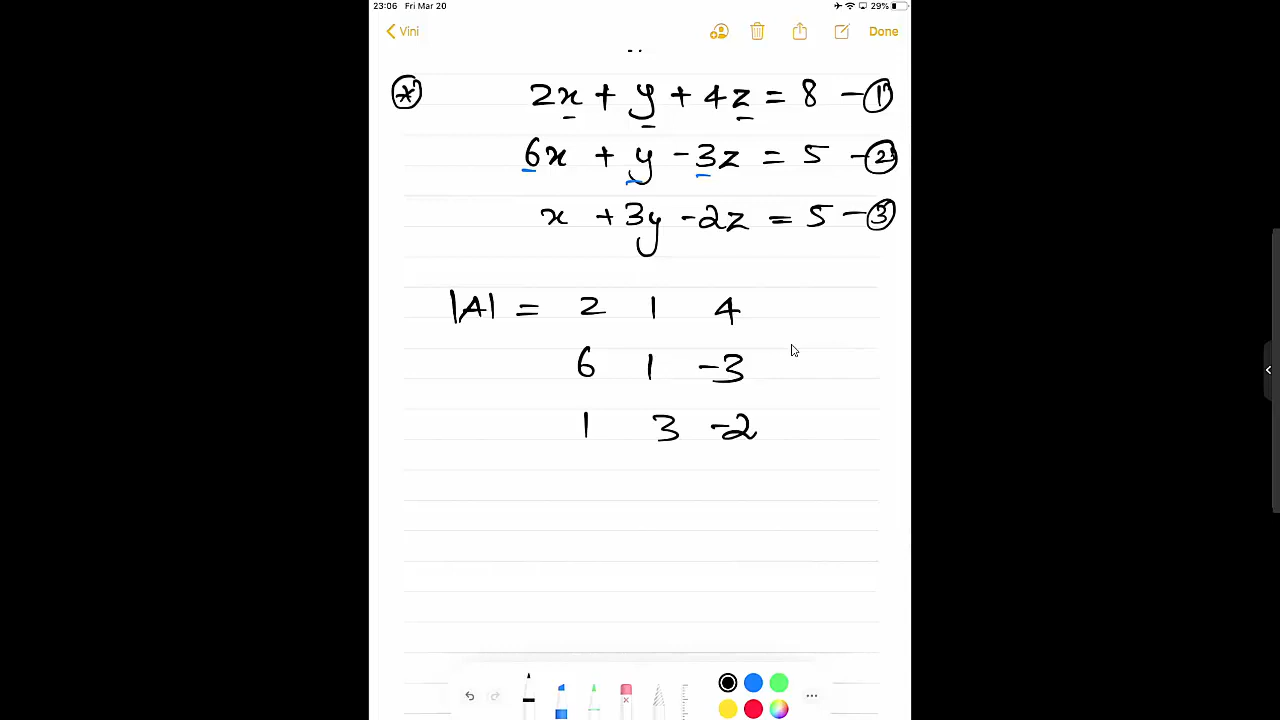 23:06 Fri Mar 20 29%
Vini Done
2x + y + 4z = 8 - ①
6x + y - 3z = 5 - ②
x + 3y - 2z = 5 - ③
|A| = 2 1 4
6 1 -3
1 3 -2